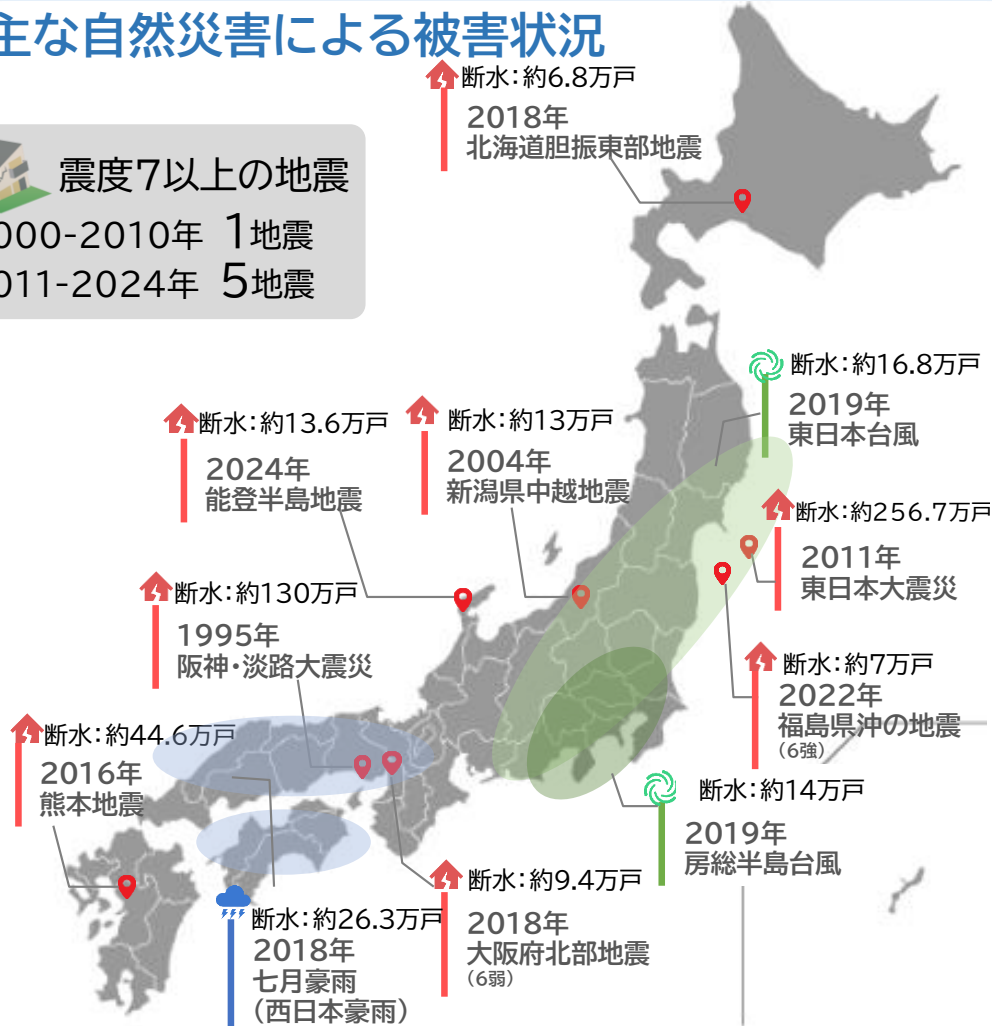 主な自然災害による被害状況
断水：約6.8万戸
2018年
北海道胆振東部地震
震度7以上の地震
000-2010年 1地震
011-2024年 5地震
断水：約16.8万戸
2019年
東日本台風
断水：約13.6万戸
2024年
能登半島地震
断水：約13万戸
2004年
新潟県中越地震
断水：約256.7万戸
2011年
東日本大震災
断水：約130万戸
1995年
阪神・淡路大震災
断水：約7万戸
2022年
福島県沖の地震
(6強)
断水：約44.6万戸
2016年
熊本地震
断水：約14万戸
2019年
房総半島台風
断水：約9.4万戸
2018年
大阪府北部地震
(6弱)
断水：約26.3万戸
2018年
七月豪雨
(西日本豪雨)